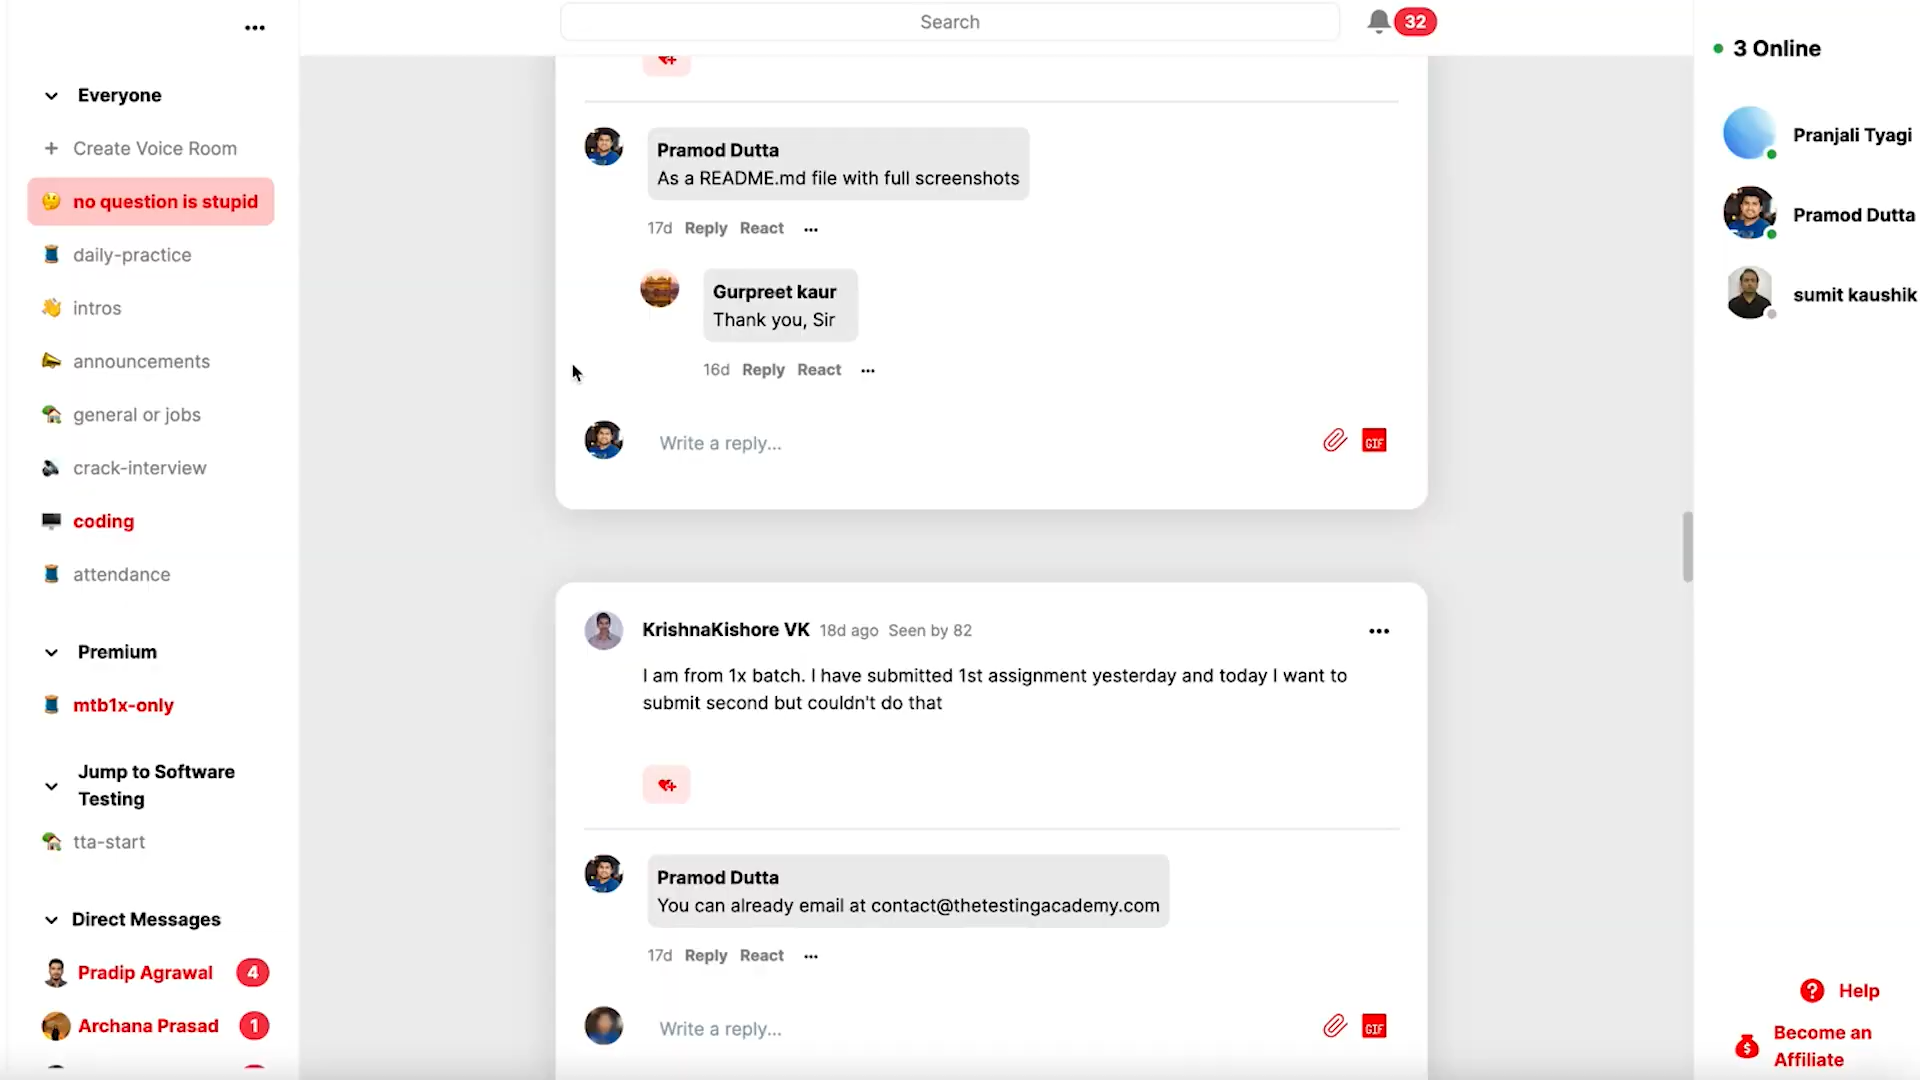 •••
Everyone
+ Create Voice Room
no question is stupid
daily-practice
intros
announcements
general or jobs
crack-interview
coding
attendance
Premium
mtb1x-only
Jump to Software
Testing
tta-start
Direct Messages
Pradip Agrawal 4
Archana Prasad 1
Search
32
Pramod Dutta
As a README.md file with full screenshots
17d Reply React •••
Gurpreet kaur
Thank you, Sir
16d Reply React •••
Write a reply...
GIF
KrishnaKishore VK 18d ago Seen by 82 •••
I am from 1x batch. I have submitted 1st assignment yesterday and today I want to
submit second but couldn't do that
Pramod Dutta
You can already email at contact@thetestingacademy.com
17d Reply React •••
Write a reply...
GIF
3 Online
Pranjali Tyagi
Pramod Dutta
sumit kaushik
? Help
$ Become an
Affiliate